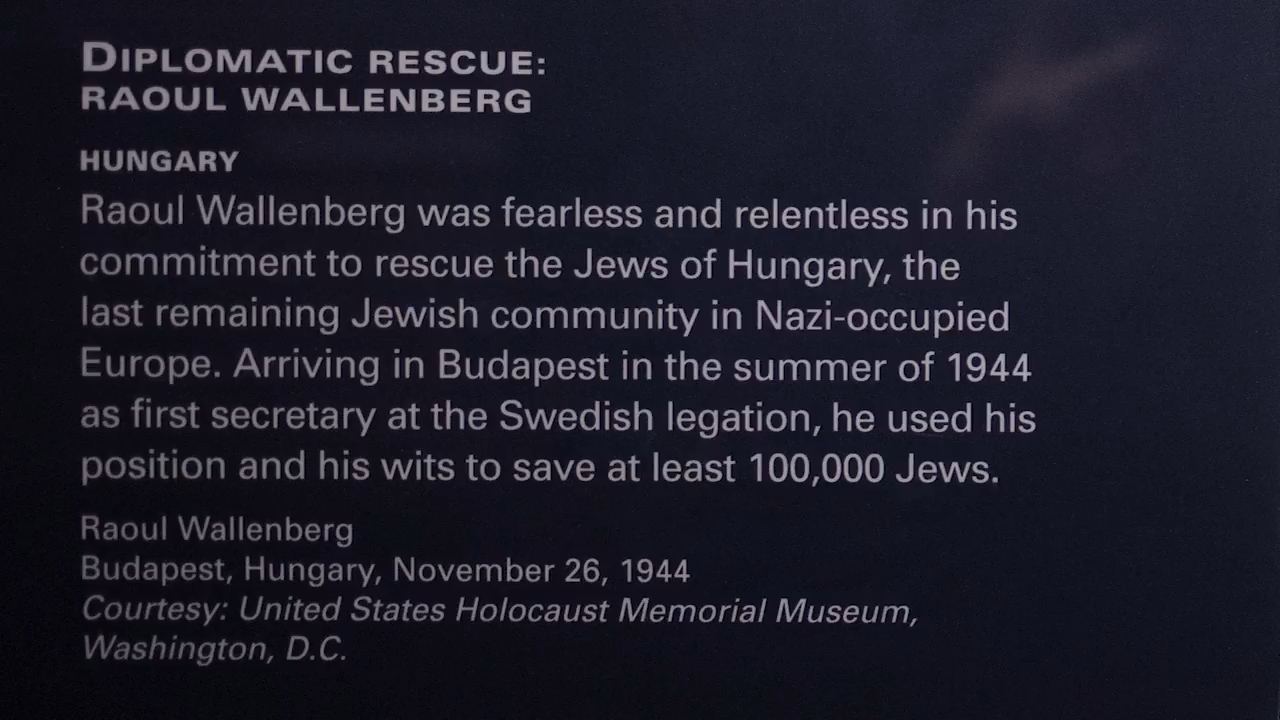 DIPLOMATIC RESCUE:
RAOUL WALLENBERG
HUNGARY
Raoul Wallenberg was fearless and relentless in his
commitment to rescue the Jews of Hungary, the
last remaining Jewish community in Nazi-occupied
Europe. Arriving in Budapest in the summer of 1944
as first secretary at the Swedish legation, he used his
position and his wits to save at least 100,000 Jews.
Raoul Wallenberg
Budapest, Hungary, November 26, 1944
Courtesy: United States Holocaust Memorial Museum,
Washington, D.C.